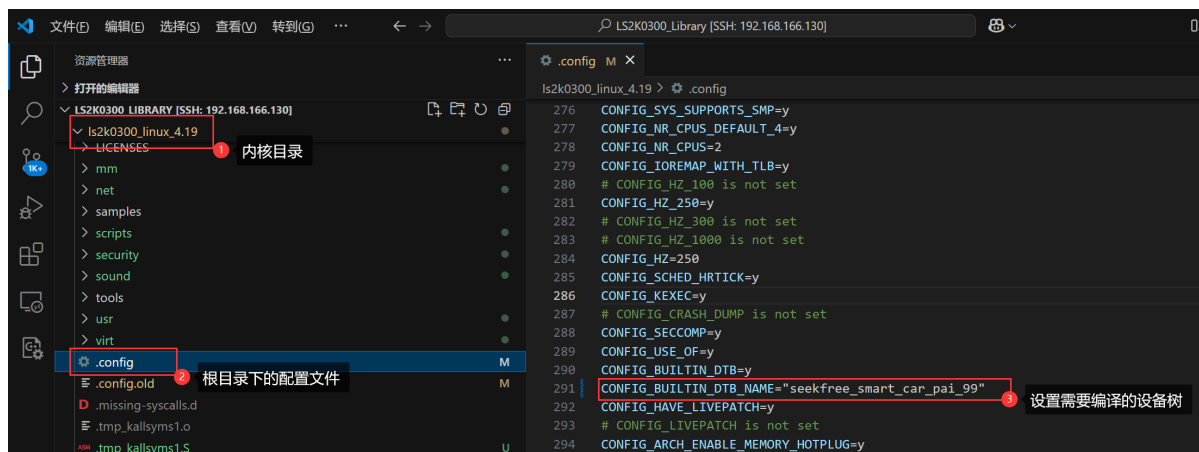 文件(F) 编辑(E) 选择(S) 查看(V) 转到(G) ··· ← → LS2K0300_Library [SSH: 192.168.166.130]
资源管理器 ···
打开的编辑器
LS2K0300 LIBRARY [SSH: 192.168.166.130]
ls2k0300_linux_4.19
1 内核目录
LICENSES
mm
net
samples
scripts
security
sound
tools
usr
virt
.config M
2 根目录下的配置文件
.config.old M
.missing-syscalls.d
.tmp_kallsyms1.o
.tmp_kallsyms1.S U
1K+
.config M ×
ls2k0300_linux_4.19 > .config
276 CONFIG_SYS_SUPPORTS_SMP=y
277 CONFIG_NR_CPUS_DEFAULT_4=y
278 CONFIG_NR_CPUS=2
279 CONFIG_IOREMAP_WITH_TLB=y
280 # CONFIG_HZ_100 is not set
281 CONFIG_HZ_250=y
282 # CONFIG_HZ_300 is not set
283 # CONFIG_HZ_1000 is not set
284 CONFIG_HZ=250
285 CONFIG_SCHED_HRTICK=y
286 CONFIG_KEXEC=y
287 # CONFIG_CRASH_DUMP is not set
288 CONFIG_SECCOMP=y
289 CONFIG_USE_OF=y
290 CONFIG_BUILTIN_DTB=y
291 CONFIG_BUILTIN_DTB_NAME="seekfree_smart_car_pai_99"
3 设置需要编译的设备树
292 CONFIG_HAVE_LIVEPATCH=y
293 # CONFIG_LIVEPATCH is not set
294 CONFIG_ARCH_ENABLE_MEMORY_HOTPLUG=y